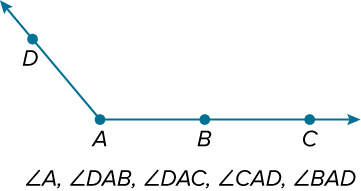 D
A B C
∠A, ∠DAB, ∠DAC, ∠CAD, ∠BAD